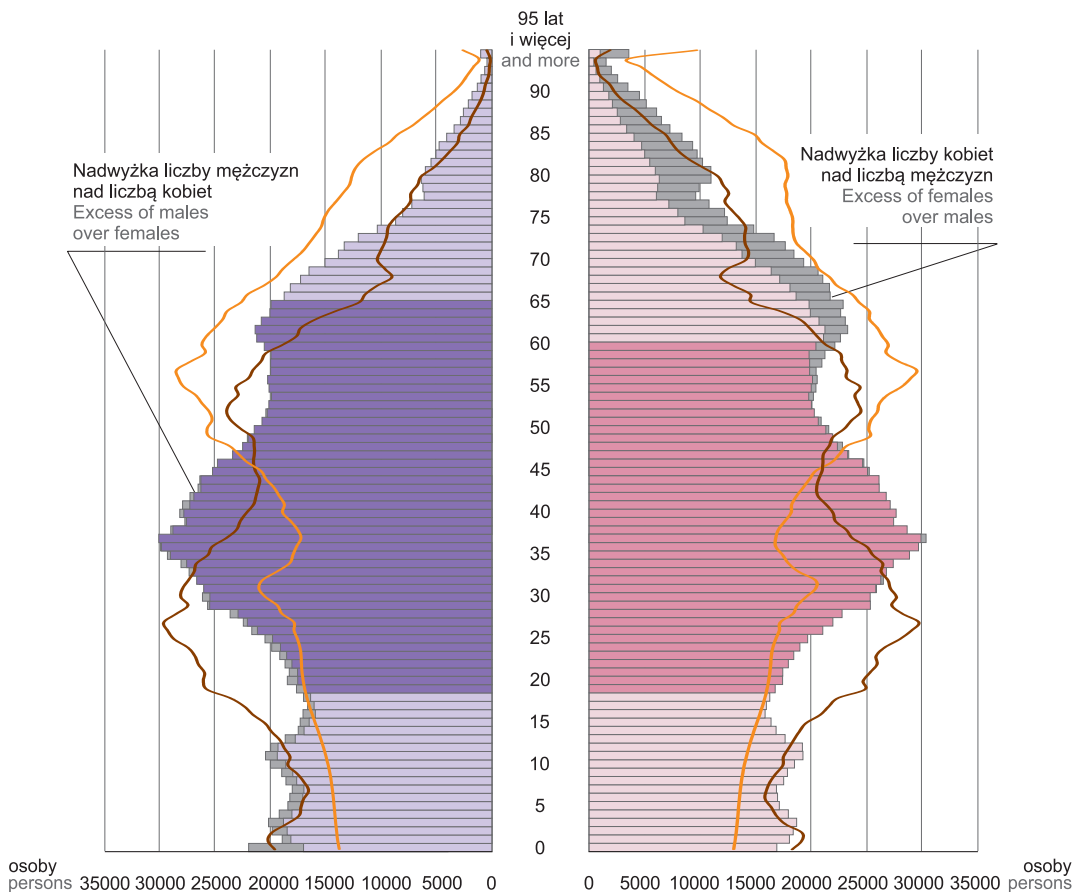 95 lat
i więcej
and more
90
85
80
75
70
65
60
55
50
45
40
35
30
25
20
15
10
5
0
Nadwyżka liczby mężczyzn
nad liczbą kobiet
Excess of males
over females
Nadwyżka liczby kobiet
nad liczbą mężczyzn
Excess of females
over males
osoby
persons
35000 30000 25000 20000 15000 10000 5000 0
0 5000 10000 15000 20000 25000 30000 35000
osoby
persons